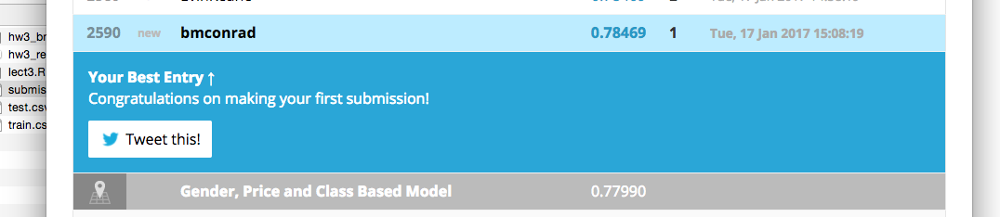 2590 new bmconrad 0.78469 1 Tue, 17 Jan 2017 15:08:19
Your Best Entry ↑
Congratulations on making your first submission!
Tweet this!
Gender, Price and Class Based Model 0.77990
hw3_br
hw3_re
lect3.R
submis
test.csv
train.cs